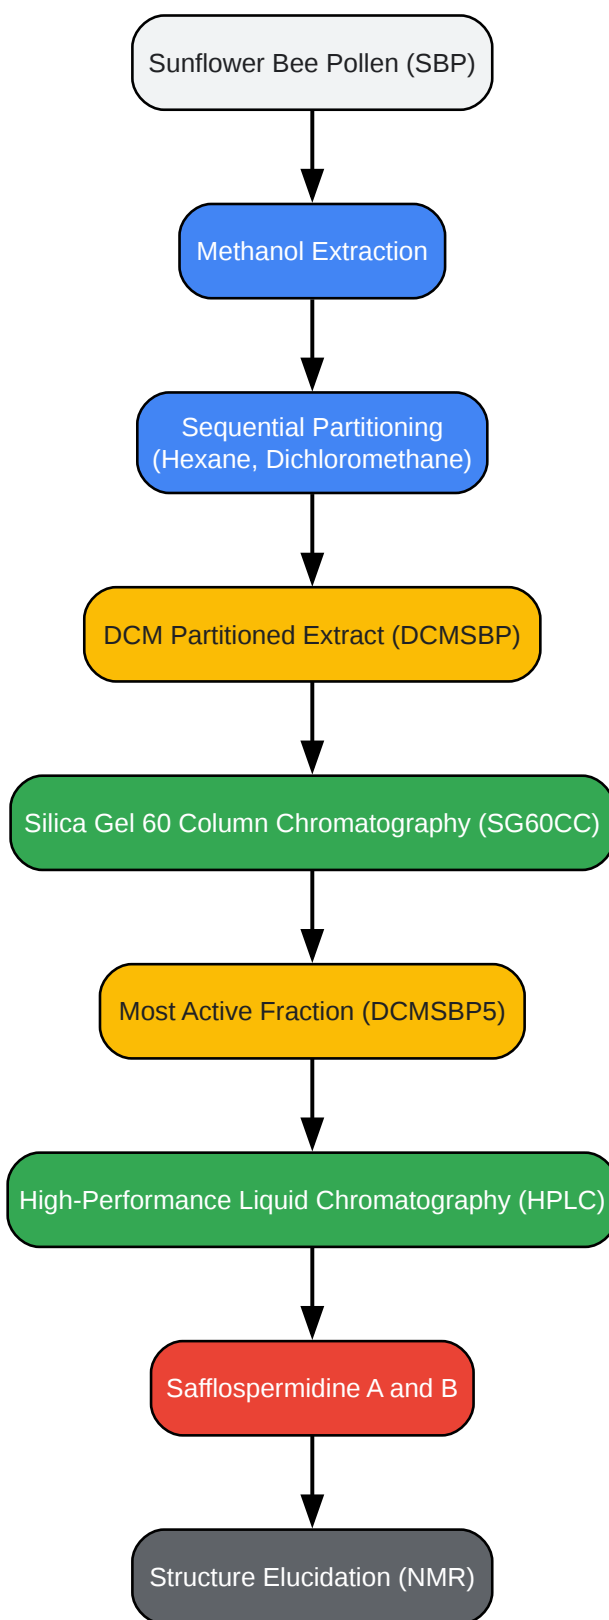 Sunflower Bee Pollen (SBP)
Methanol Extraction
Sequential Partitioning
(Hexane, Dichloromethane)
DCM Partitioned Extract (DCMSBP)
Silica Gel 60 Column Chromatography (SG60CC)
Most Active Fraction (DCMSBP5)
High-Performance Liquid Chromatography (HPLC)
Safflospermidine A and B
Structure Elucidation (NMR)